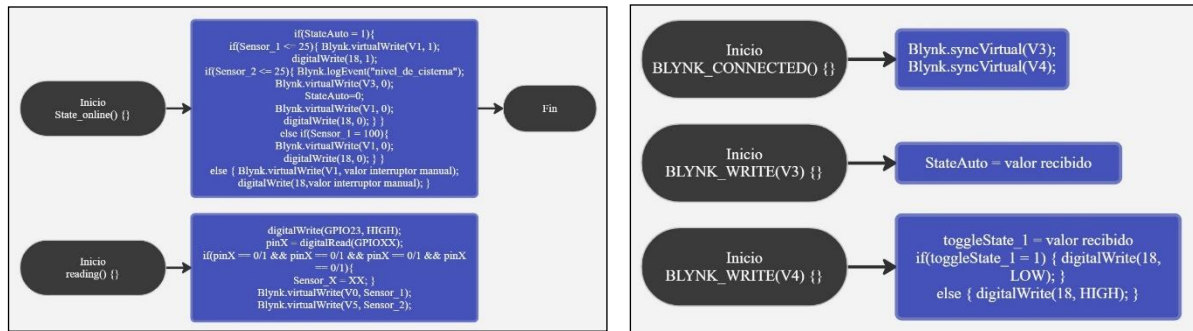 Inicio
State_online() {}
if(StateAuto = 1){
if(Sensor_1 <= 25){ Blynk.virtualWrite(V1, 1);
digitalWrite(18, 1);
if(Sensor_2 <= 25){ Blynk.logEvent("nivel_de_cisterna");
Blynk.virtualWrite(V3, 0);
StateAuto=0;
Blynk.virtualWrite(V1, 0);
digitalWrite(18, 0); } }
else if(Sensor_1 = 100){
Blynk.virtualWrite(V1, 0);
digitalWrite(18, 0); } }
else { Blynk.virtualWrite(V1, valor interruptor manual);
digitalWrite(18,valor interruptor manual); }
Fin
Inicio
reading() {}
digitalWrite(GPIO23, HIGH);
pinX = digitalRead(GPIOXX);
if(pinX == 0/1 && pinX == 0/1 && pinX == 0/1 && pinX
== 0/1){
Sensor_X = XX; }
Blynk.virtualWrite(V0, Sensor_1);
Blynk.virtualWrite(V5, Sensor_2);
Inicio
BLYNK_CONNECTED() {}
Blynk.syncVirtual(V3);
Blynk.syncVirtual(V4);
Inicio
BLYNK_WRITE(V3) {}
StateAuto = valor recibido
Inicio
BLYNK_WRITE(V4) {}
toggleState_1 = valor recibido
if(toggleState_1 = 1) { digitalWrite(18,
LOW); }
else { digitalWrite(18, HIGH); }